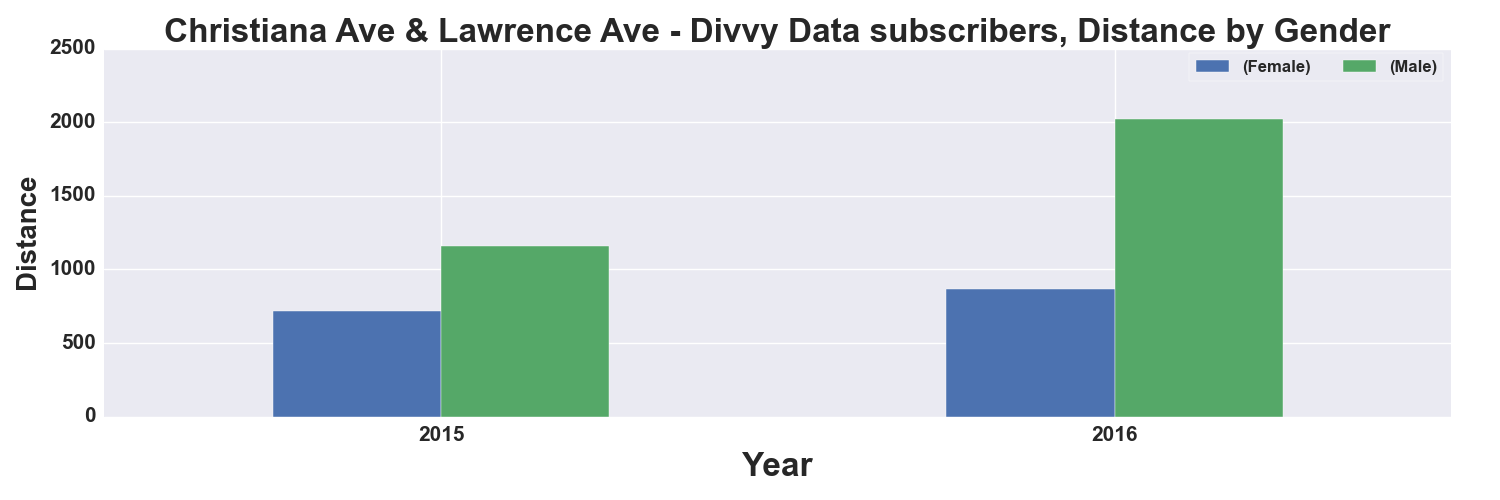 Christiana Ave & Lawrence Ave - Divvy Data subscribers, Distance by Gender
2500
2000
1500
1000
500
0
Distance
(Female) (Male)
2015 2016
Year